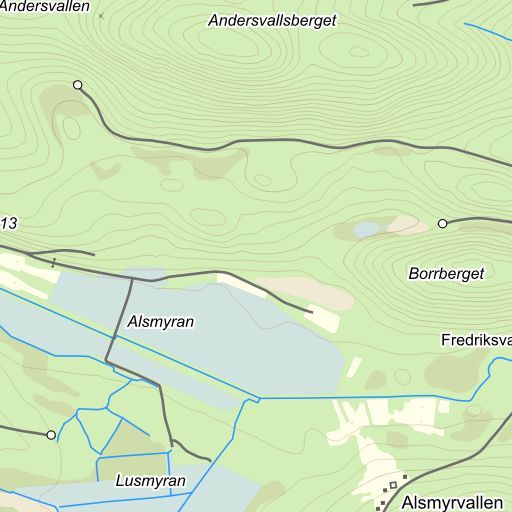 Andersvallen
Andersvallsberget
13
Borrberget
Alsmyran
Fredriksva
Lusmyran
Alsmyrvallen